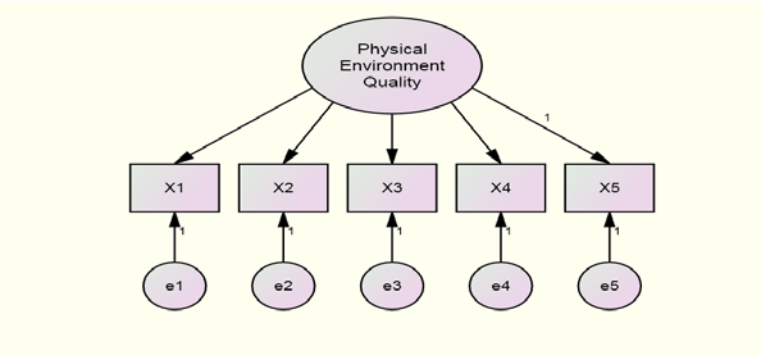 Physical
Environment
Quality
1
X1 X2 X3 X4 X5
1 1 1 1 1
e1 e2 e3 e4 e5